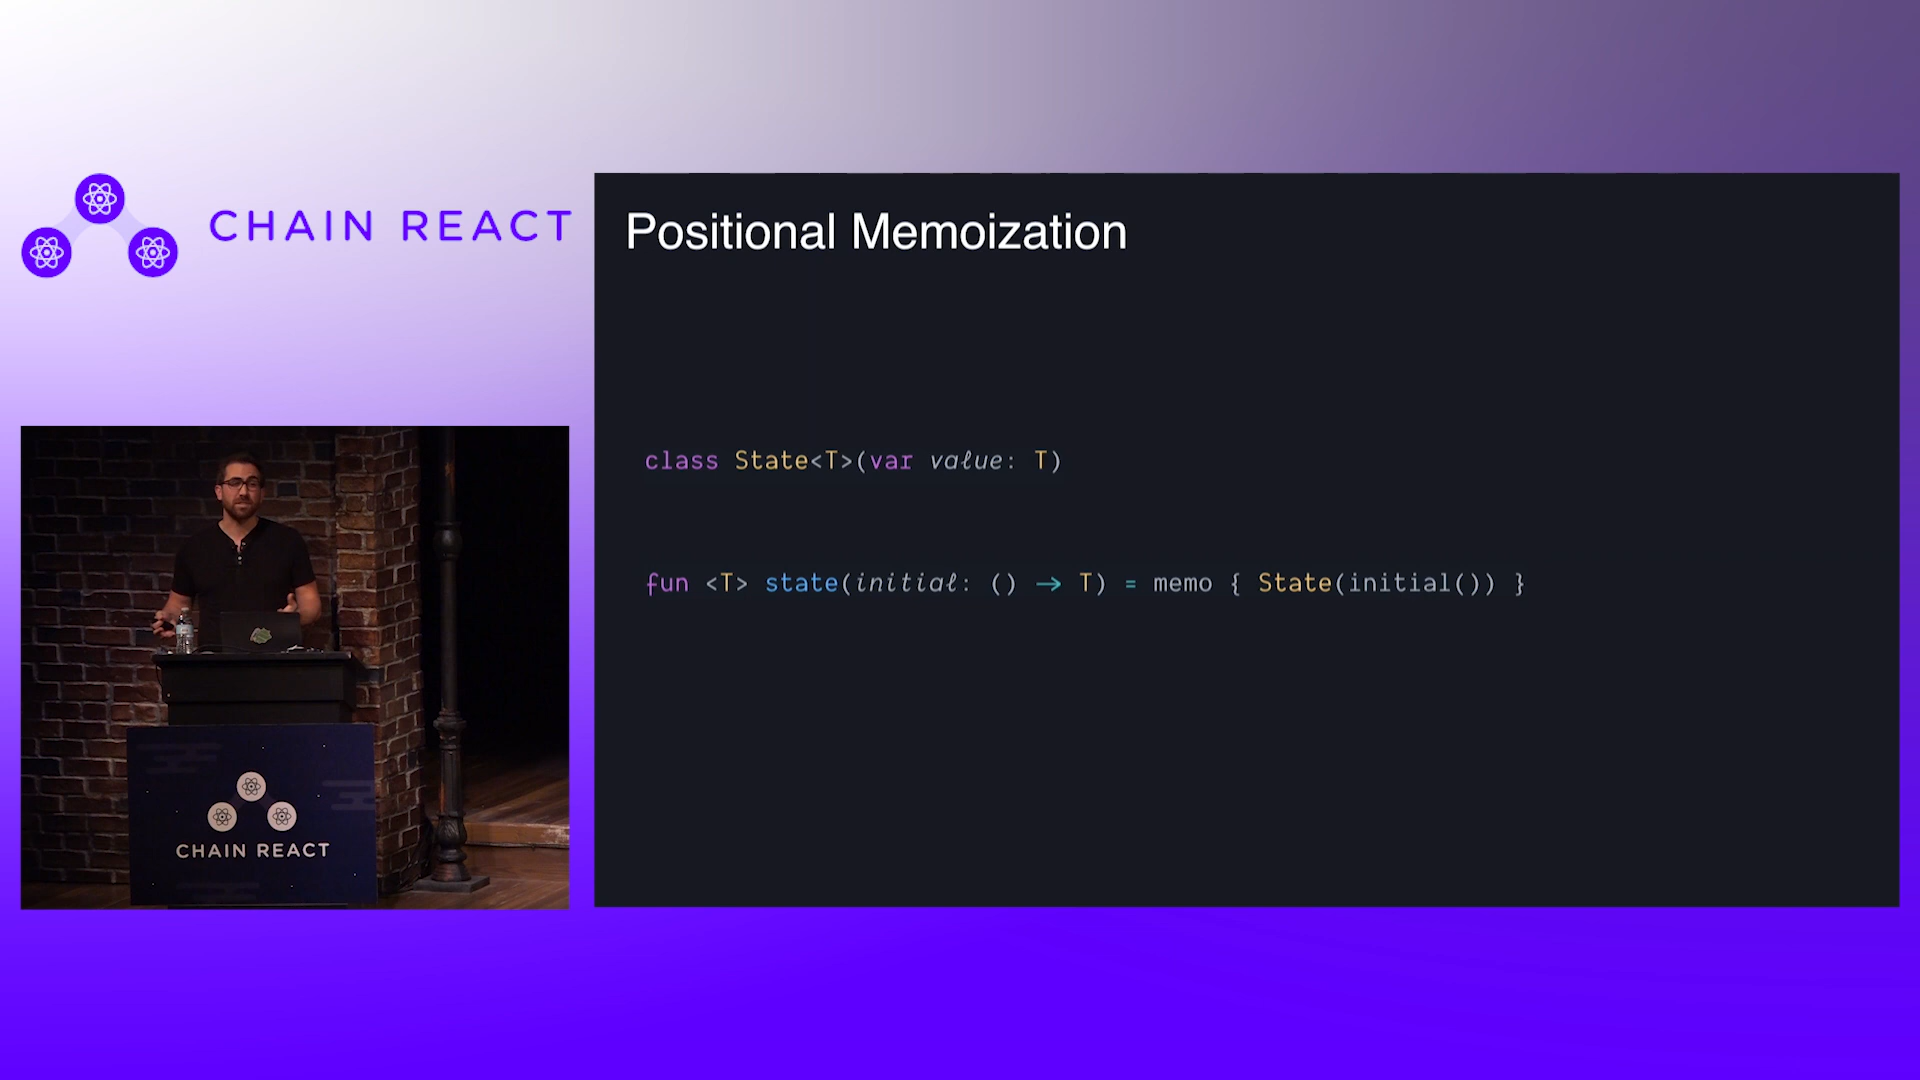 CHAIN REACT
Positional Memoization
class State<T>(var value: T)
fun <T> state(initial: () → T) = memo { State(initial()) }
CHAIN REACT